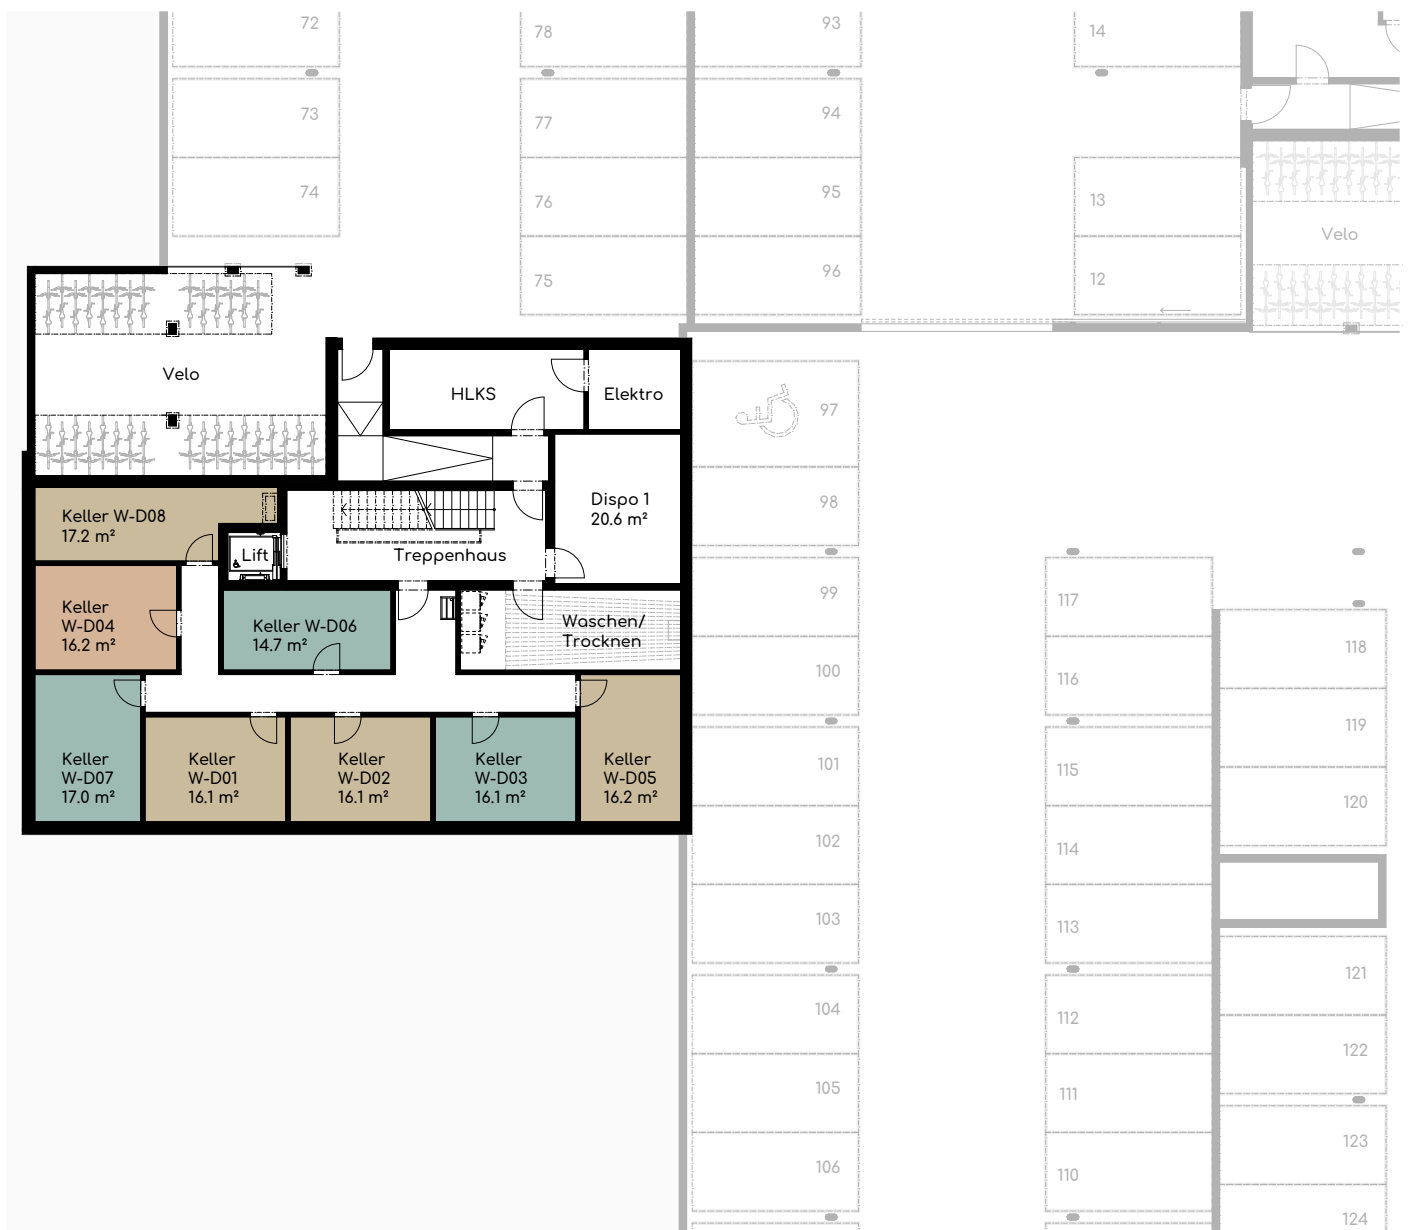 72
78
93
14
73
77
94
74
76
95
13
Velo
75
96
12
Velo
HLKS
Elektro
97
Keller W-D08
17.2 m²
Dispo 1
20.6 m²
98
Lift
Treppenhaus
99
117
Keller
W-D04
16.2 m²
Keller W-D06
14.7 m²
Waschen/
Trocknen
100
116
118
119
Keller
W-D07
17.0 m²
Keller
W-D01
16.1 m²
Keller
W-D02
16.1 m²
Keller
W-D03
16.1 m²
Keller
W-D05
16.2 m²
101
115
120
102
114
103
113
121
104
112
122
105
111
106
110
123
124